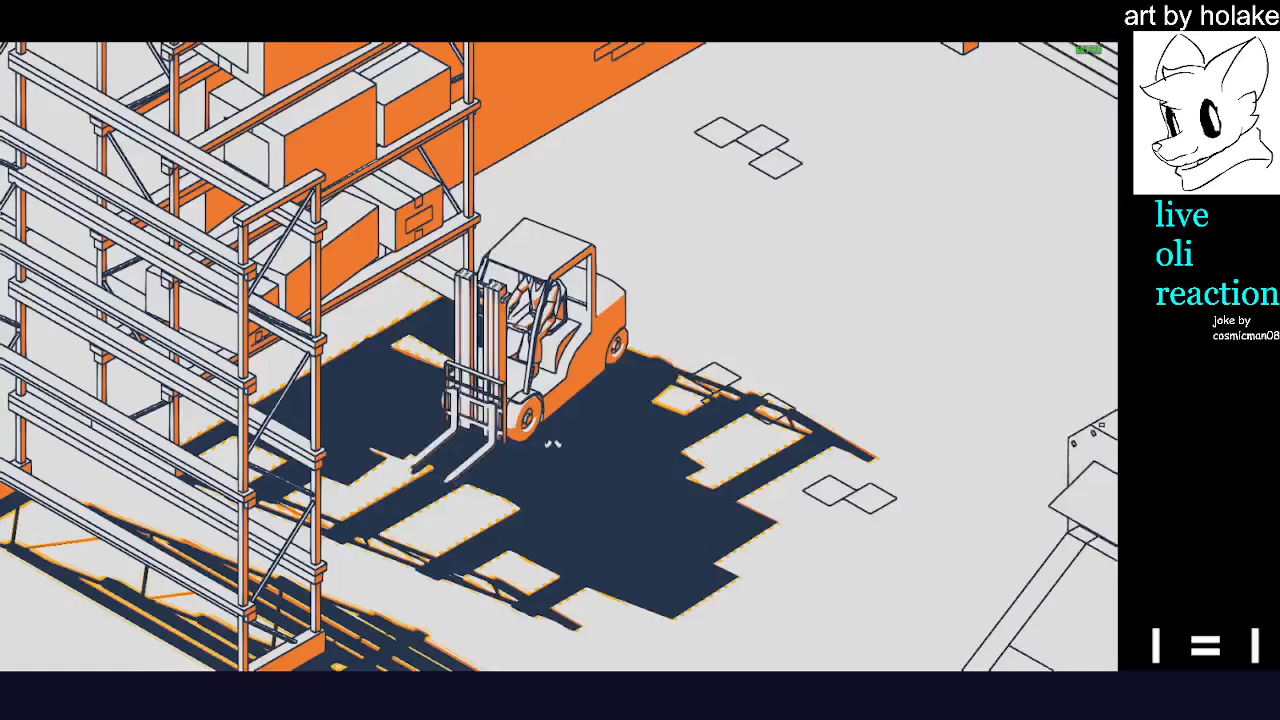 art by holake
live
oli
reaction
joke by
cosmicman08
| = |